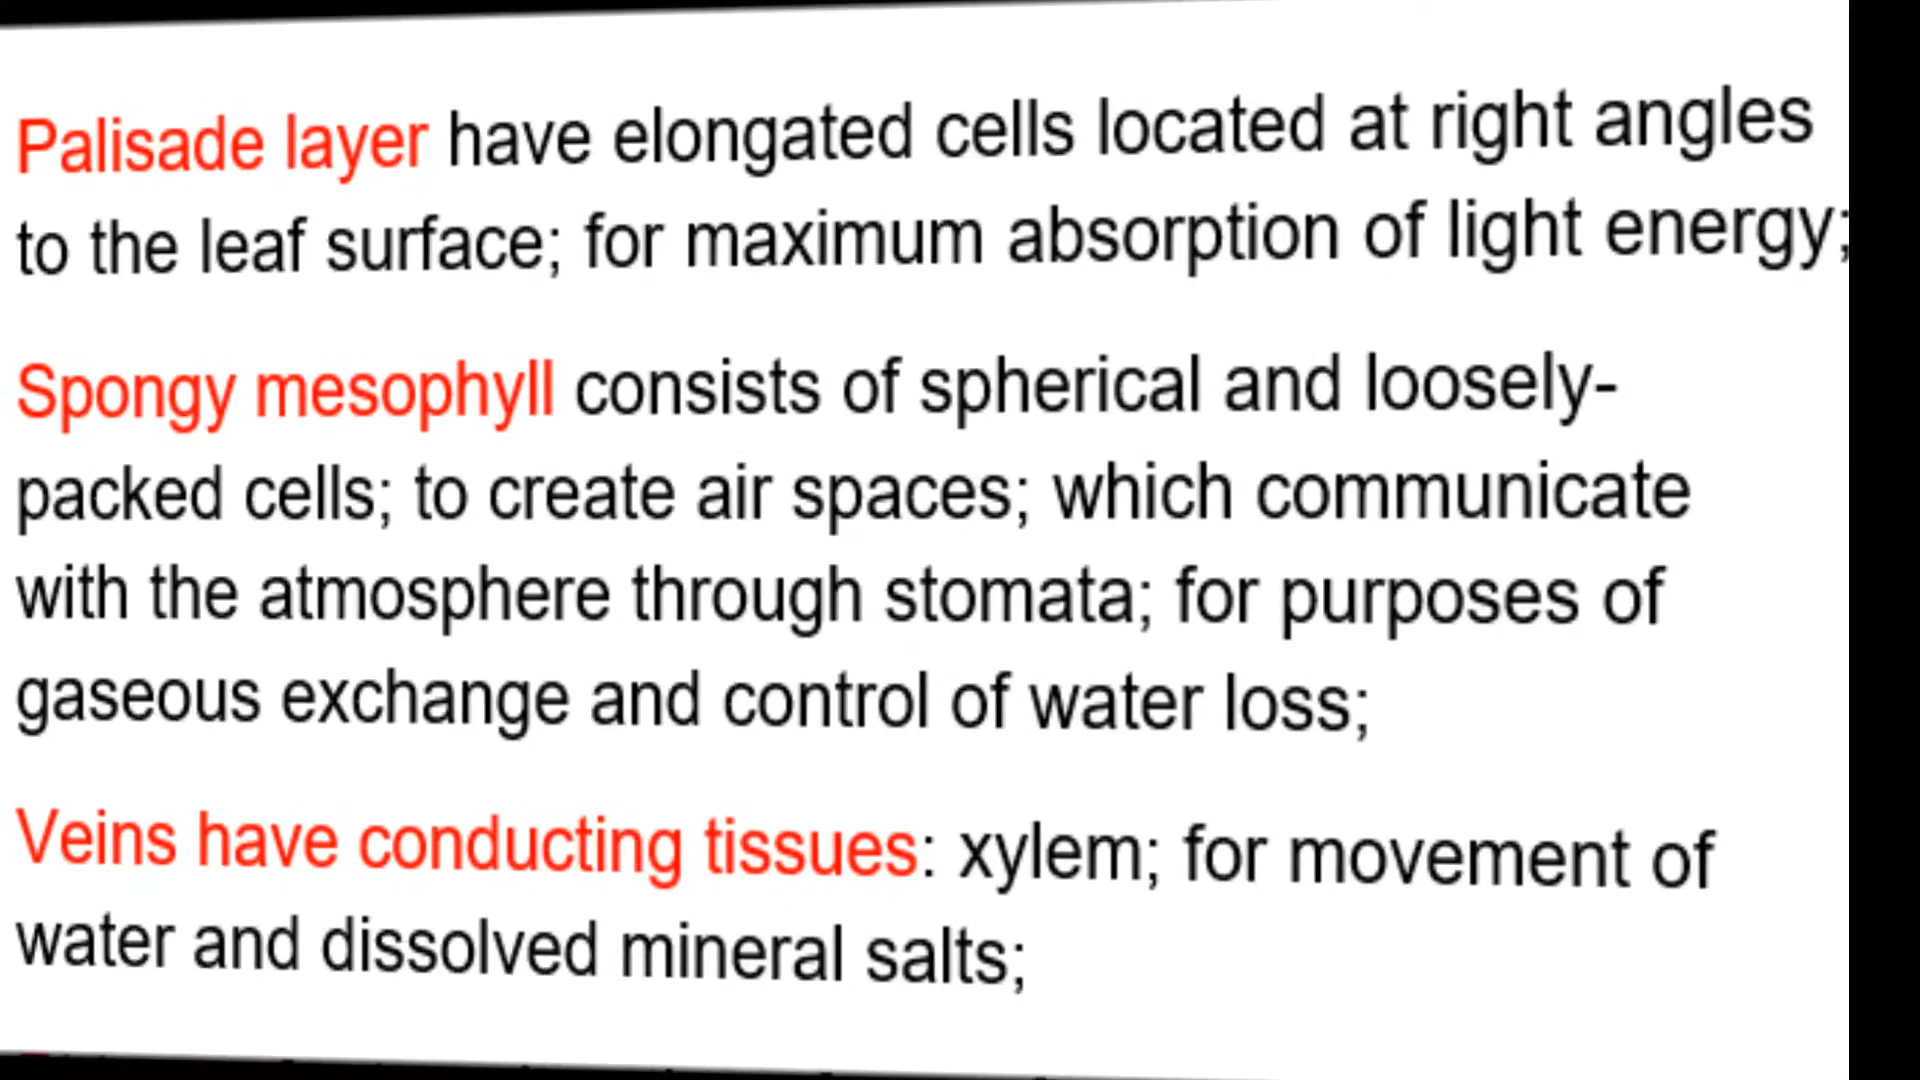 Palisade layer have elongated cells located at right angles
to the leaf surface; for maximum absorption of light energy;
Spongy mesophyll consists of spherical and loosely-
packed cells; to create air spaces; which communicate
with the atmosphere through stomata; for purposes of
gaseous exchange and control of water loss;
Veins have conducting tissues: xylem; for movement of
water and dissolved mineral salts;